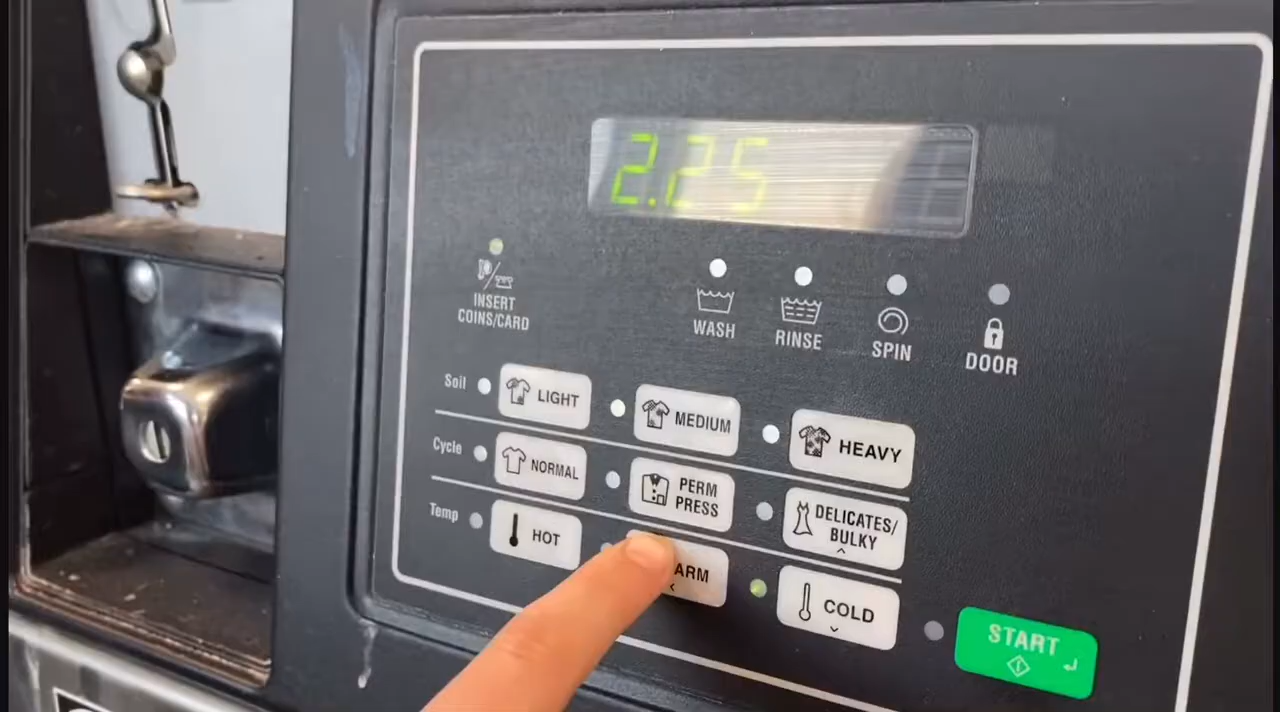 2.25
INSERT
COINS/CARD
WASH
RINSE
SPIN
DOOR
Soil
LIGHT
MEDIUM
HEAVY
Cycle
NORMAL
PERM
PRESS
DELICATES/
BULKY
Temp
HOT
ARM
COLD
START